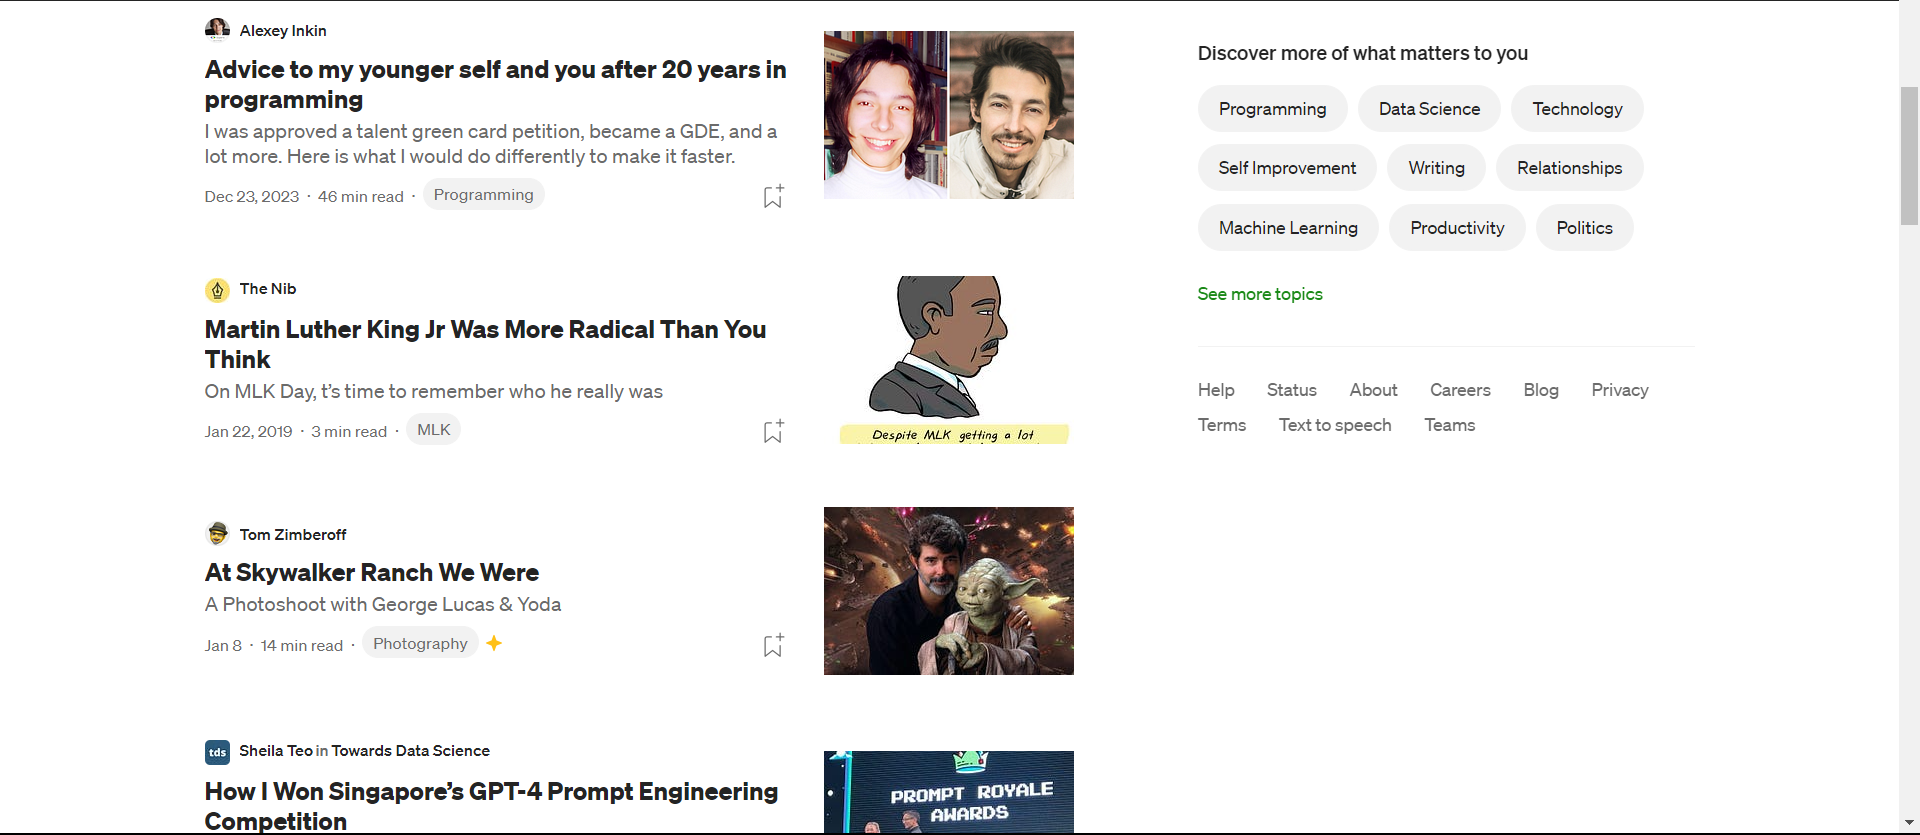 Alexey Inkin
Advice to my younger self and you after 20 years in
programming
I was approved a talent green card petition, became a GDE, and a
lot more. Here is what I would do differently to make it faster.
Dec 23, 2023 · 46 min read · Programming
The Nib
Martin Luther King Jr Was More Radical Than You
Think
On MLK Day, t’s time to remember who he really was
Jan 22, 2019 · 3 min read · MLK
Despite MLK getting a lot
Tom Zimberoff
At Skywalker Ranch We Were
A Photoshoot with George Lucas & Yoda
Jan 8 · 14 min read · Photography
tds Sheila Teo in Towards Data Science
How I Won Singapore’s GPT-4 Prompt Engineering
Competition
PROMPT ROYALE
AWARDS
Discover more of what matters to you
Programming Data Science Technology
Self Improvement Writing Relationships
Machine Learning Productivity Politics
See more topics
Help Status About Careers Blog Privacy
Terms Text to speech Teams